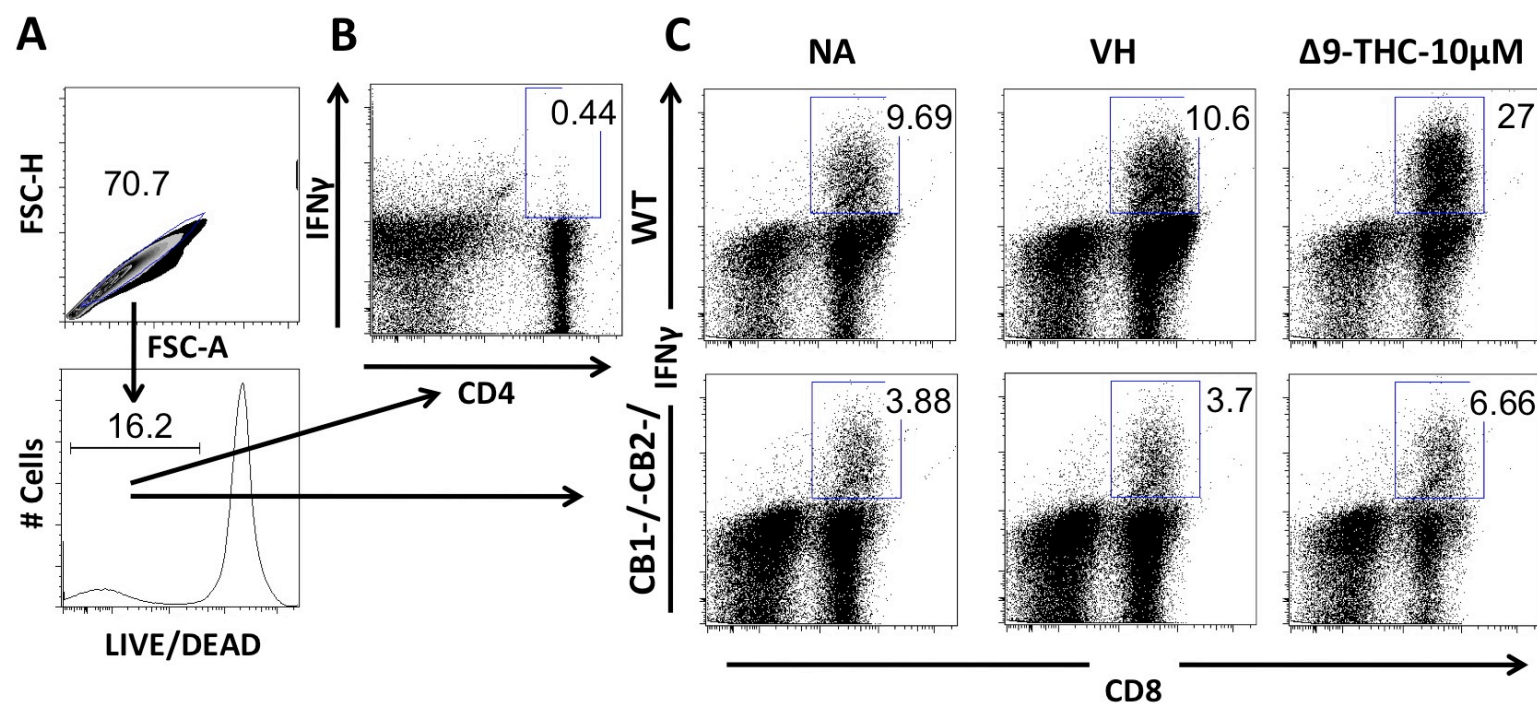 A
B
C
NA
VH
Δ9-THC-10µM
FSC-H
70.7
FSC-A
# Cells
16.2
LIVE/DEAD
IFNγ
0.44
CD4
WT
9.69
10.6
27
IFNγ
CB1-/-CB2-/
3.88
3.7
6.66
CD8